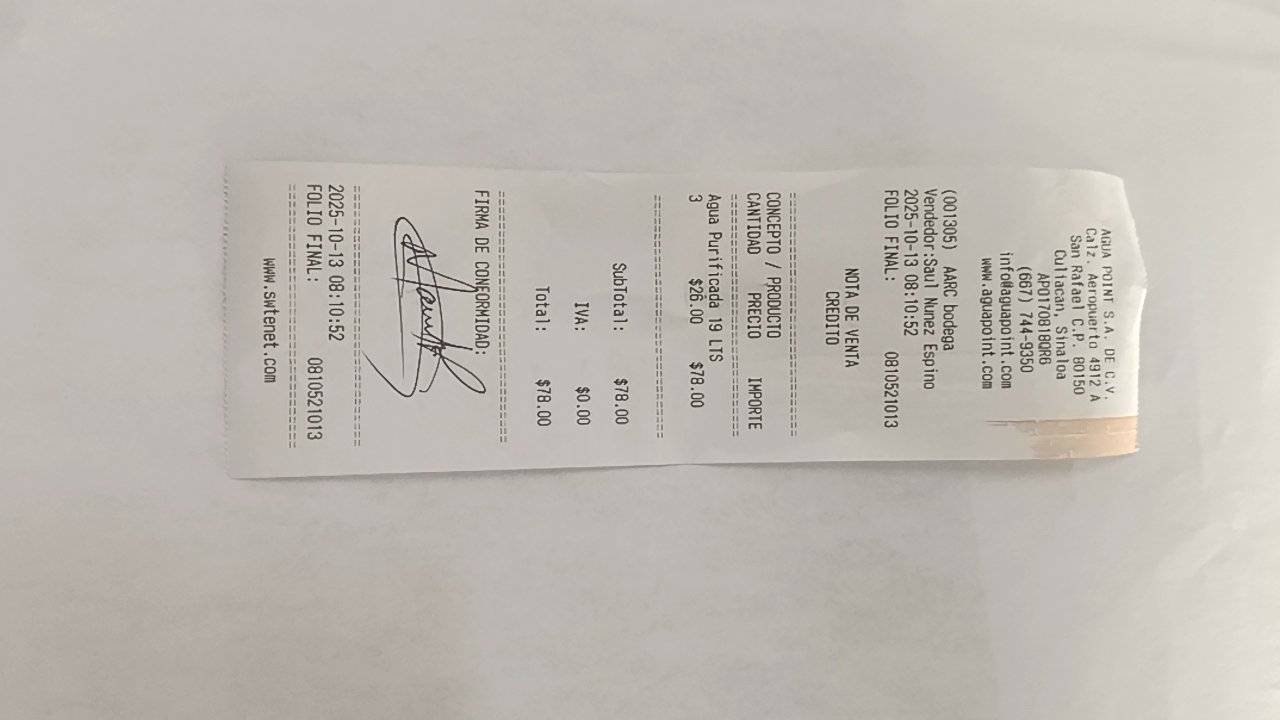 AGUA POINT S.A. DE C.V.
Calz. Aeropuerto 4912 A
San Rafael C.P. 80150
Culiacan, Sinaloa
APO170818QR6
(667) 744-9350
info@aguapoint.com
www.aguapoint.com
(001305) AARC bodega
Vendedor:Saul Nunez Espino
2025-10-13 08:10:52
FOLIO FINAL: 0810521013
NOTA DE VENTA
CREDITO
==============================
CONCEPTO / PRODUCTO
CANTIDAD PRECIO IMPORTE
==============================
Agua Purificada 19 LTS
3 $26.00 $78.00
==============================
SubTotal: $78.00
IVA: $0.00
Total: $78.00
==============================
FIRMA DE CONFORMIDAD:
==============================
2025-10-13 08:10:52
FOLIO FINAL: 0810521013
==============================
www.swtenet.com